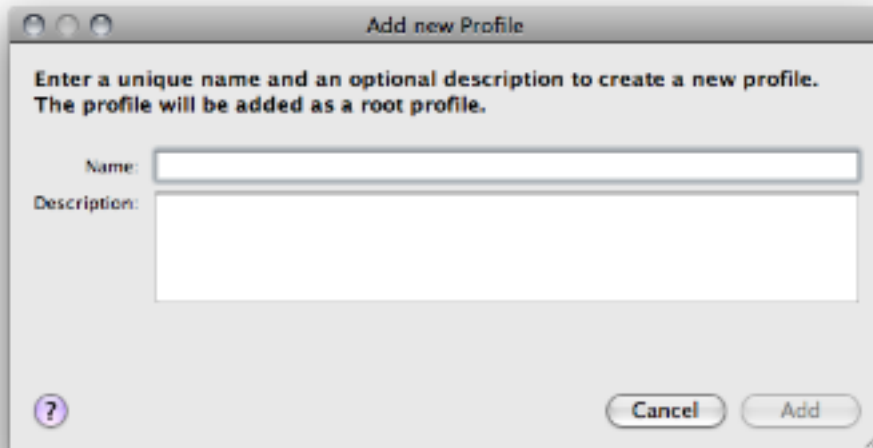 Add new Profile
Enter a unique name and an optional description to create a new profile.
The profile will be added as a root profile.
Name:
Description:
?
Cancel
Add